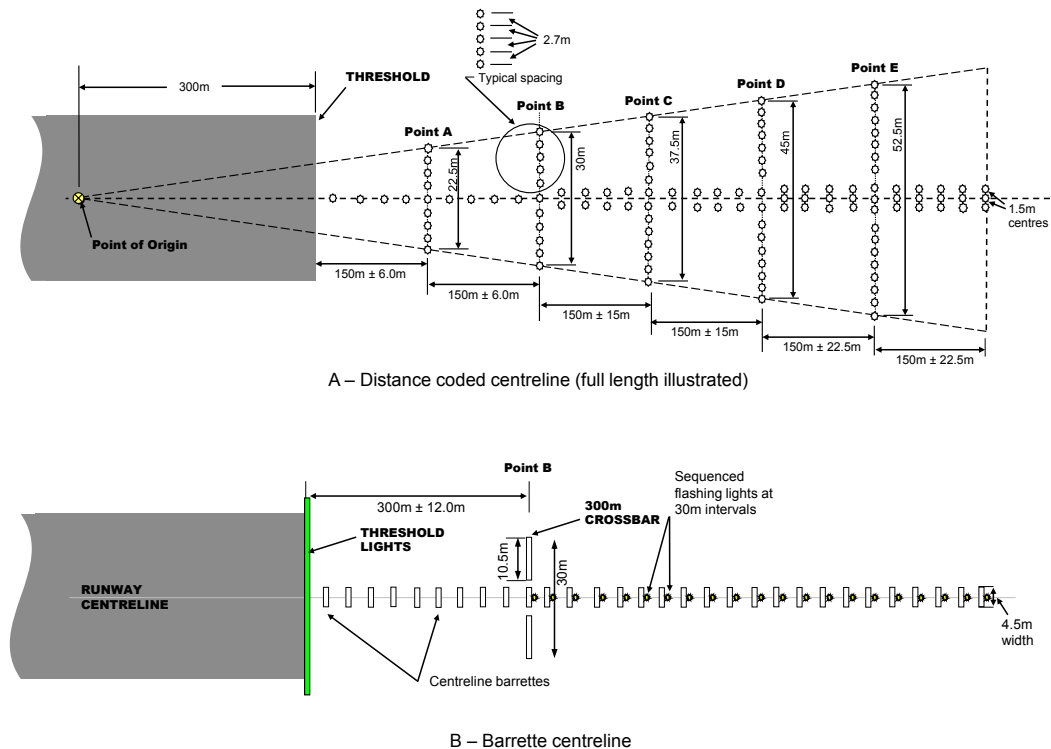 2.7m
Typical spacing
300m
THRESHOLD
Point A
Point B
Point C
Point D
Point E
22.5m
30m
37.5m
45m
52.5m
1.5m
centres
Point of Origin
150m ± 6.0m
150m ± 6.0m
150m ± 15m
150m ± 15m
150m ± 22.5m
150m ± 22.5m
A – Distance coded centreline (full length illustrated)
Point B
300m ± 12.0m
THRESHOLD
LIGHTS
300m
CROSSBAR
Sequenced
flashing lights at
30m intervals
10.5m
30m
RUNWAY
CENTRELINE
4.5m
width
Centreline barrettes
B – Barrette centreline